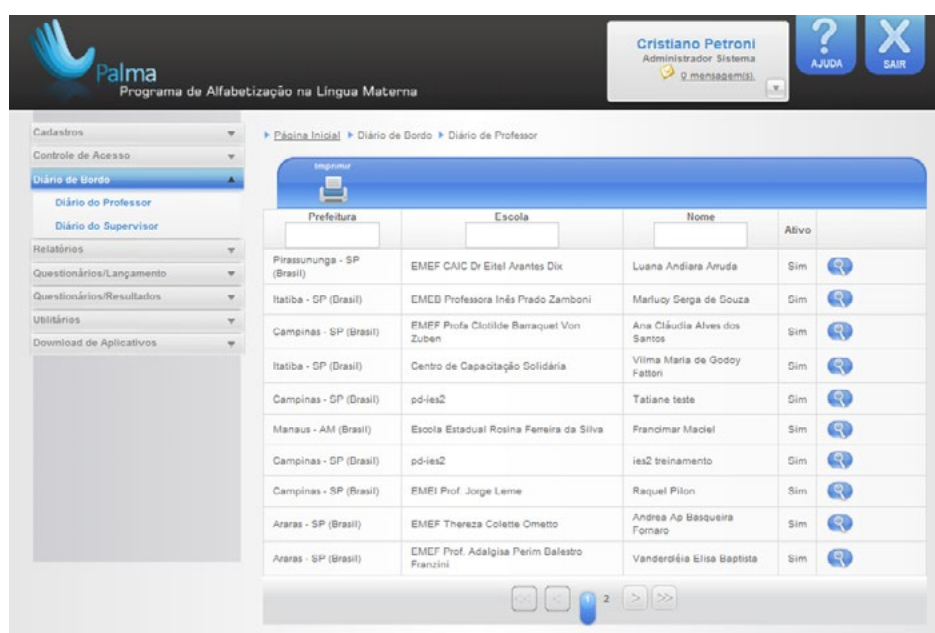 Palma
Programa de Alfabetização na Língua Materna
Cristiano Petroni
Administrador Sistema
0 mensagem(s).
?
AJUDA
X
SAIR
Cadastros
Controle de Acesso
Diário de Bordo
Diário do Professor
Diário do Supervisor
Relatórios
Questionários/Lançamento
Questionários/Resultados
Utilitários
Download de Aplicativos
Página Inicial Diário de Bordo Diário de Professor
Imprimir
Prefeitura Escola Nome Ativo
Pirassununga - SP
(Brasil)
EMEF CAIC Dr Eitel Arantes Dix
Luana Andiara Arruda
Sim
Itatiba - SP (Brasil)
EMEB Professora Inês Prado Zamboni
Marlucy Serga de Souza
Sim
Campinas - SP (Brasil)
EMEF Profa Clotilde Barraquet Von
Zuben
Ana Cláudia Alves dos
Santos
Sim
Itatiba - SP (Brasil)
Centro de Capacitação Solidária
Vilma Maria de Godoy
Fattori
Sim
Campinas - SP (Brasil)
pd-ies2
Tatiane teste
Sim
Manaus - AM (Brasil)
Escola Estadual Rosina Ferreira da Silva
Francimar Maciel
Sim
Campinas - SP (Brasil)
pd-ies2
ies2 treinamento
Sim
Campinas - SP (Brasil)
EMEI Prof. Jorge Leme
Raquel Pilon
Sim
Araras - SP (Brasil)
EMEF Thereza Colette Ometto
Andrea Ap Basqueira
Fornaro
Sim
Araras - SP (Brasil)
EMEF Prof. Adalgisa Perim Balestro
Franzini
Vanderdléia Elisa Baptista
Sim
<< < 1 2 > >>